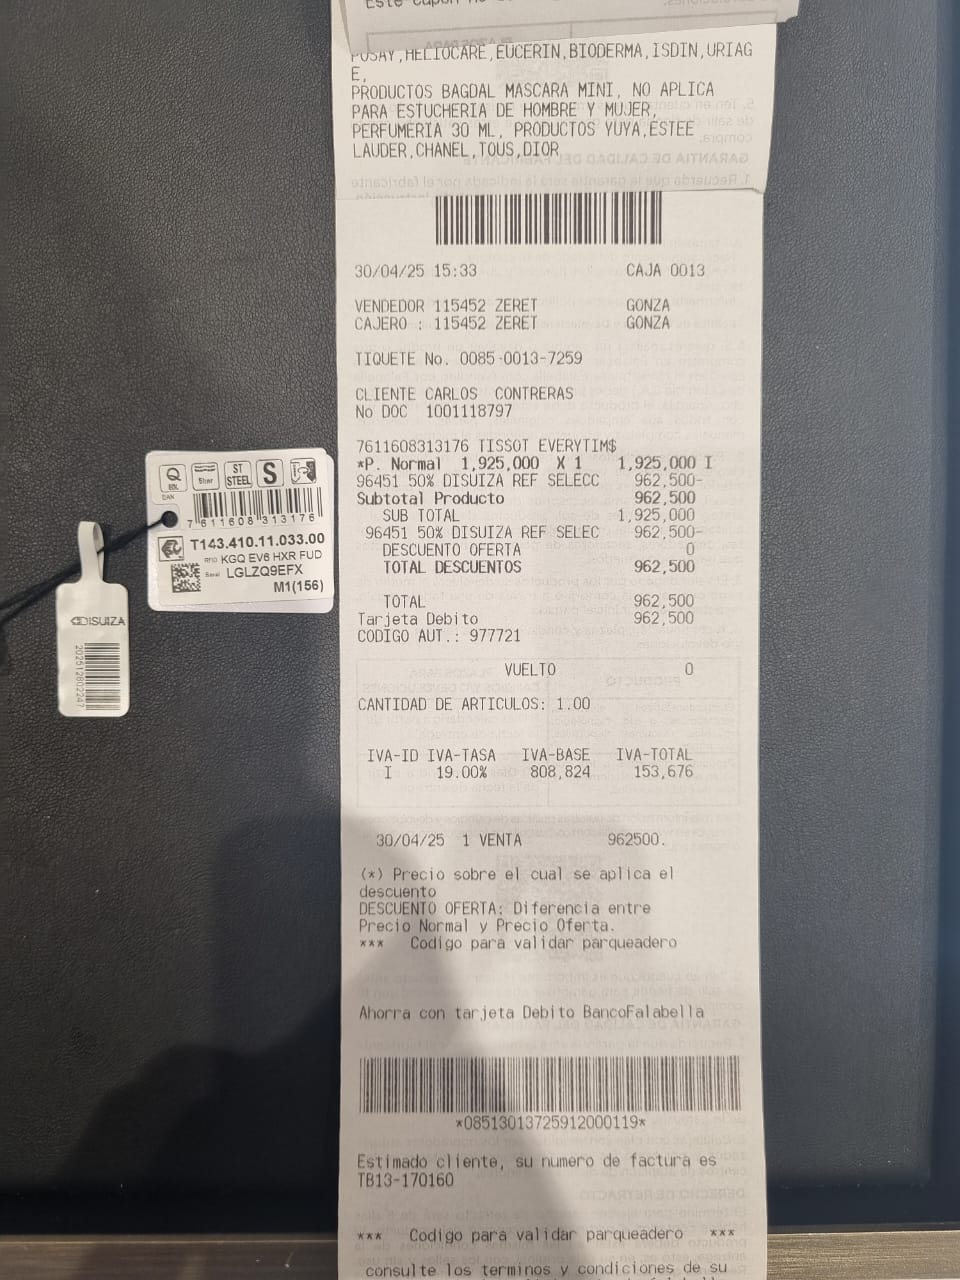 POSAY,HELIOCARE,EUCERIN,BIODERMA,ISDIN,URIAG
E,
PRODUCTOS BAGDAL MASCARA MINI, NO APLICA
PARA ESTUCHERIA DE HOMBRE Y MUJER,
PERFUMERIA 30 ML, PRODUCTOS YUYA,ESTEE
LAUDER,CHANEL,TOUS,DIOR
30/04/25 15:33 CAJA 0013
VENDEDOR 115452 ZERET GONZA
CAJERO : 115452 ZERET GONZA
TIQUETE No. 0085-0013-7259
CLIENTE CARLOS CONTRERAS
No DOC 1001118797
7611608313176 TISSOT EVERYTIM$
*P. Normal 1,925,000 X 1 1,925,000 I
96451 50% DISUIZA REF SELECC 962,500-
Subtotal Producto 962,500
SUB TOTAL 1,925,000
96451 50% DISUIZA REF SELEC 962,500-
DESCUENTO OFERTA 0
TOTAL DESCUENTOS 962,500
TOTAL 962,500
Tarjeta Debito 962,500
CODIGO AUT.: 977721
VUELTO 0
CANTIDAD DE ARTICULOS: 1.00
IVA-ID IVA-TASA IVA-BASE IVA-TOTAL
I 19.00% 808,824 153,676
30/04/25 1 VENTA 962500.
(*) Precio sobre el cual se aplica el
descuento
DESCUENTO OFERTA: Diferencia entre
Precio Normal y Precio Oferta.
*** Codigo para validar parqueadero
Ahorra con tarjeta Debito BancoFalabella
*08513013725912000119*
Estimado cliente, su numero de factura es
TB13-170160
*** Codigo para validar parqueadero ***
consulte los terminos y condiciones de su
Q
5bar
ST
STEEL
S
DAN
7 611608 313176
T143.410.11.033.00
KGQ EV6 HXR FUD
LGLZQ9EFX
M1(156)
DISUIZA
202512802247